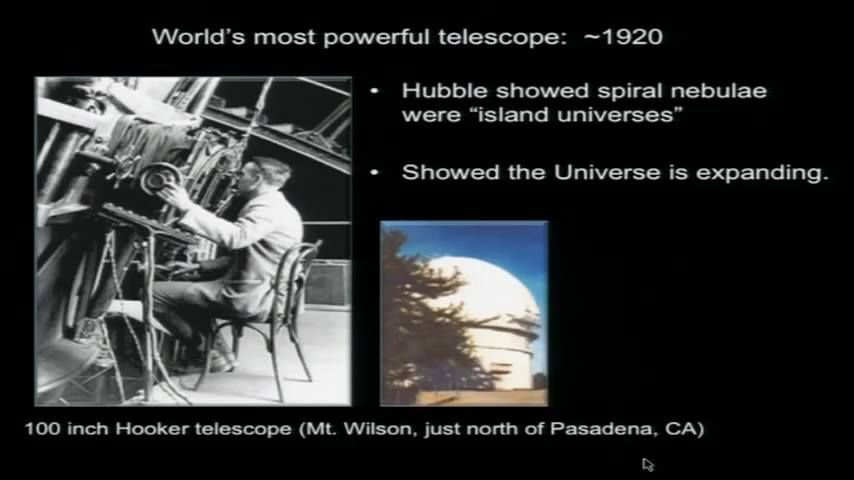 World's most powerful telescope: ~1920
• Hubble showed spiral nebulae
were "island universes"
• Showed the Universe is expanding.
100 inch Hooker telescope (Mt. Wilson, just north of Pasadena, CA)